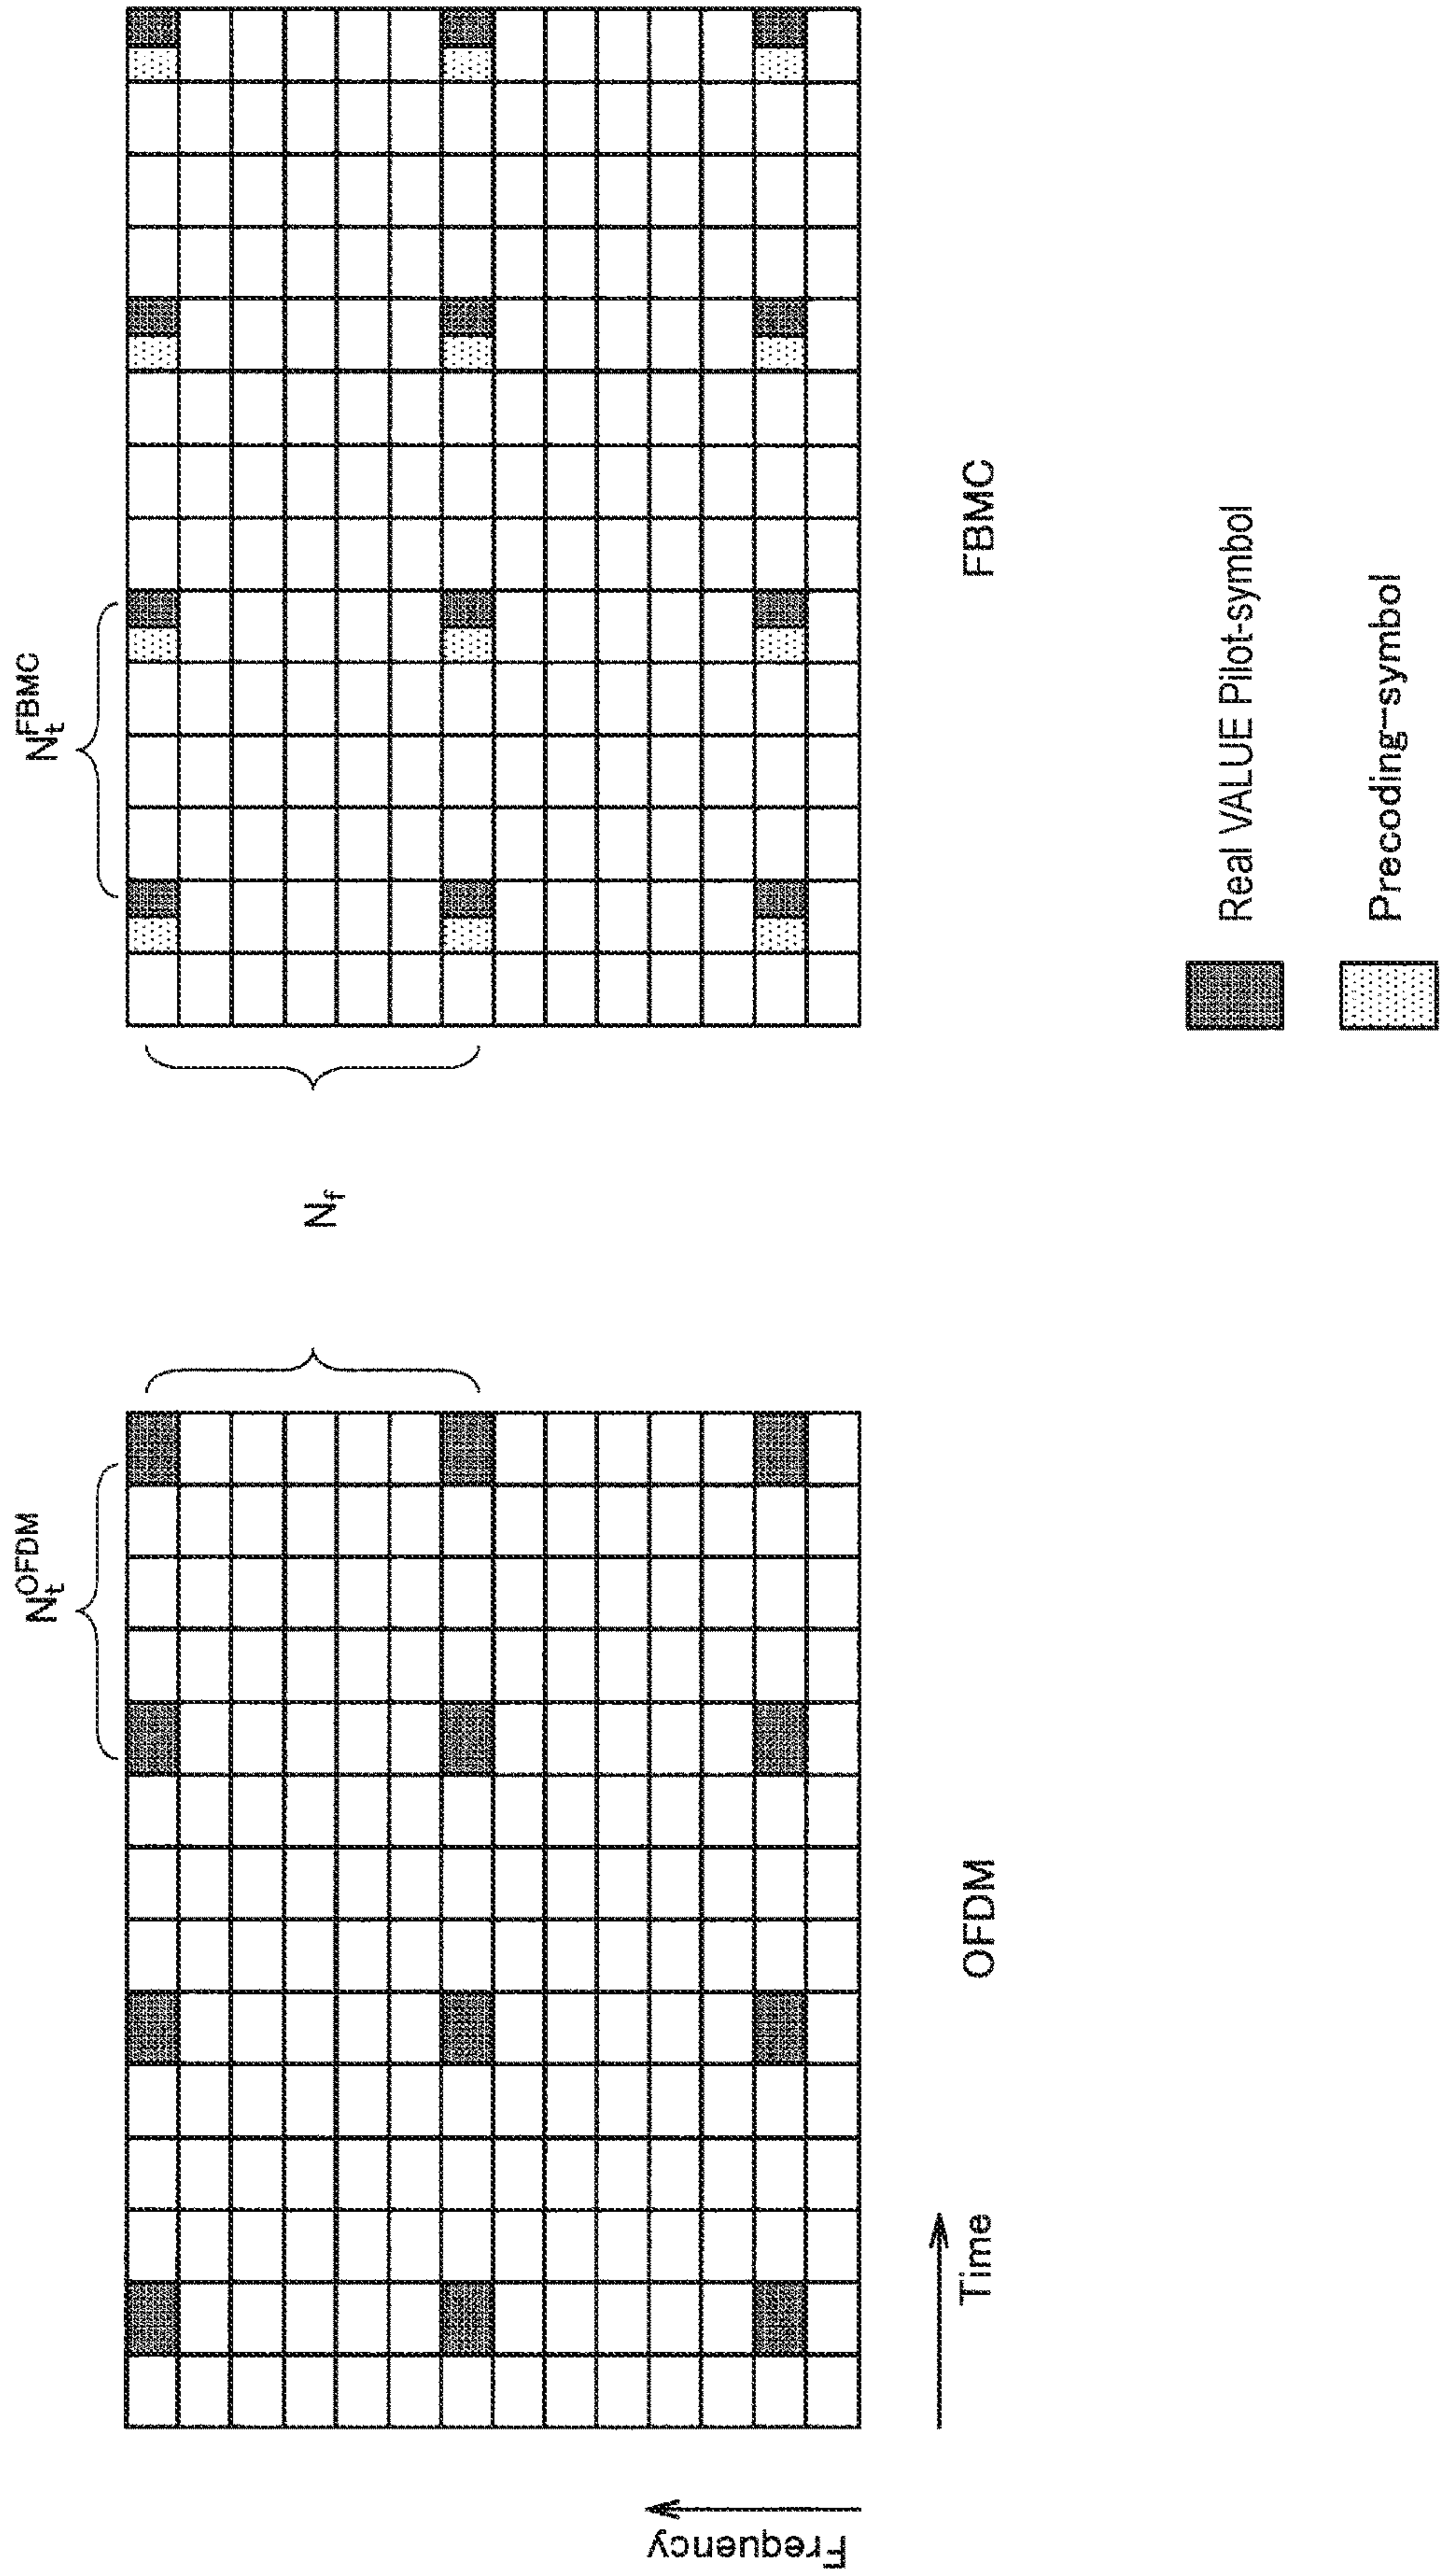 N_t^OFDM
N_t^FBMC
N_f
OFDM
FBMC
Time
Frequency
Real VALUE Pilot-symbol
Precoding-symbol